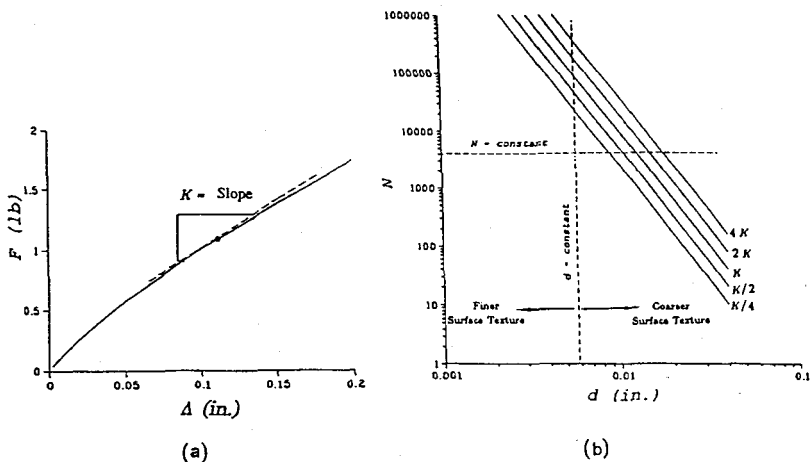 2
1.5
1
0.5
0
F (lb)
K = Slope
0
0.05
0.1
0.15
0.2
Δ (in.)
(a)
1000000
100000
10000
1000
100
10
1
N
N = constant
d = constant
4K
2K
K
K/2
K/4
Finer
Surface Texture
Coarser
Surface Texture
0.001
0.01
0.1
d (in.)
(b)